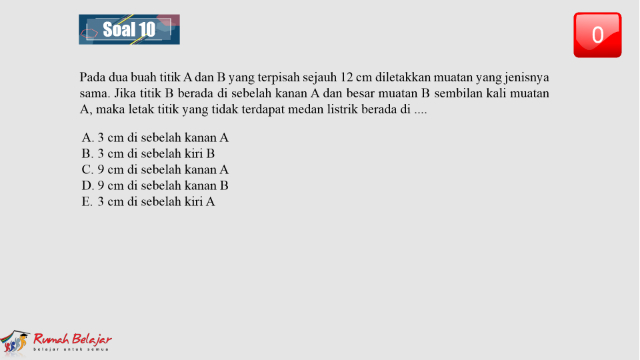 Soal 10
0
Pada dua buah titik A dan B yang terpisah sejauh 12 cm diletakkan muatan yang jenisnya
sama. Jika titik B berada di sebelah kanan A dan besar muatan B sembilan kali muatan
A, maka letak titik yang tidak terdapat medan listrik berada di ....
A. 3 cm di sebelah kanan A
B. 3 cm di sebelah kiri B
C. 9 cm di sebelah kanan A
D. 9 cm di sebelah kanan B
E. 3 cm di sebelah kiri A
Rumah Belajar
belajar untuk semua